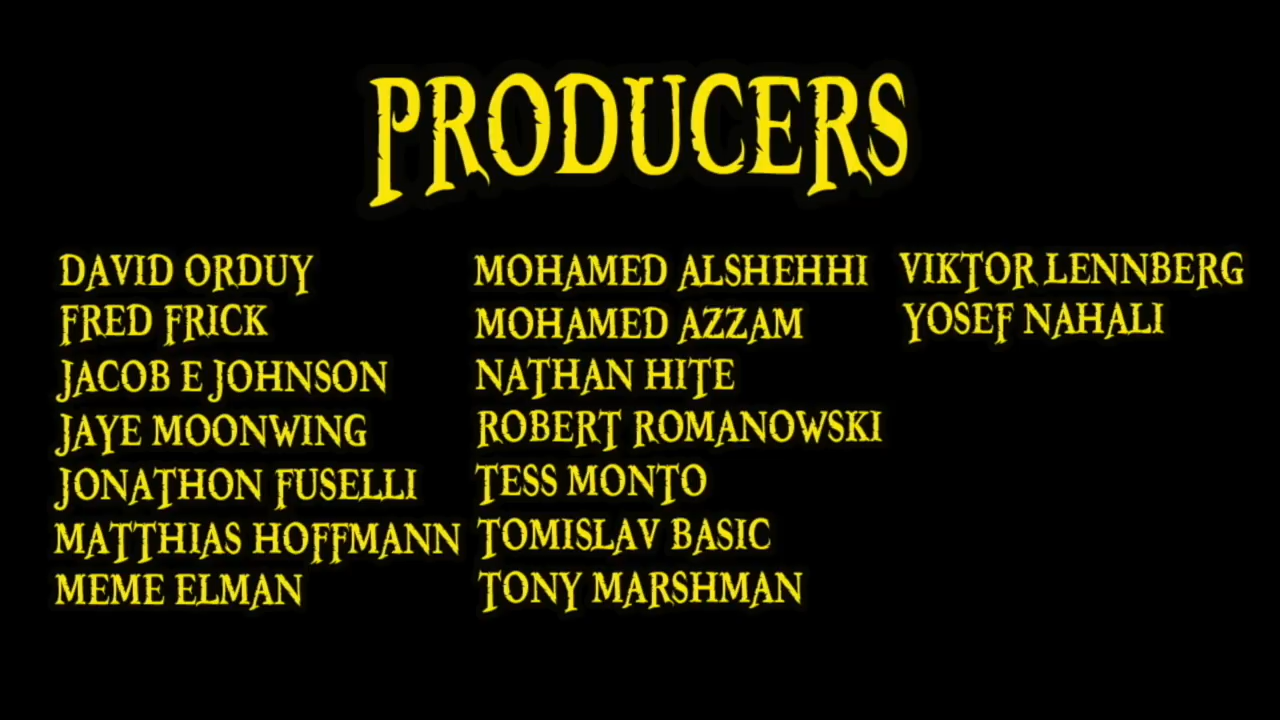 PRODUCERS
DAVID ORDUY
FRED FRICK
JACOB E JOHNSON
JAYE MOONWING
JONATHON FUSELLI
MATTHIAS HOFFMANN
MEME ELMAN
MOHAMED ALSHEHHI
MOHAMED AZZAM
NATHAN HITE
ROBERT ROMANOWSKI
TESS MONTO
TOMISLAV BASIC
TONY MARSHMAN
VIKTOR LENNBERG
YOSEF NAHALI